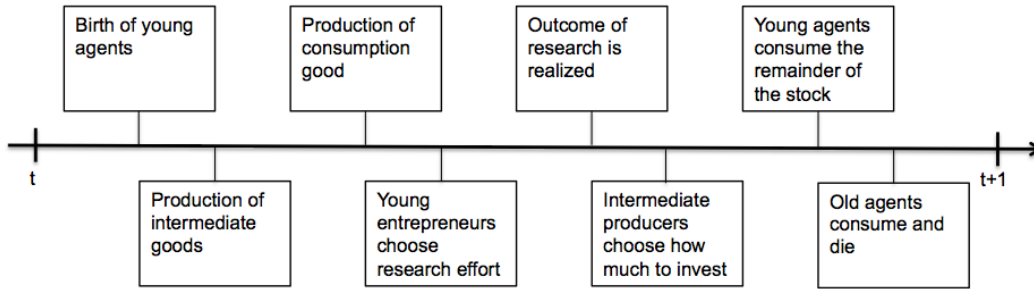 Birth of young
agents
Production of
consumption
good
Outcome of
research is
realized
Young agents
consume the
remainder of
the stock
t
t+1
Production of
intermediate
goods
Young
entrepreneurs
choose
research effort
Intermediate
producers
choose how
much to invest
Old agents
consume and
die